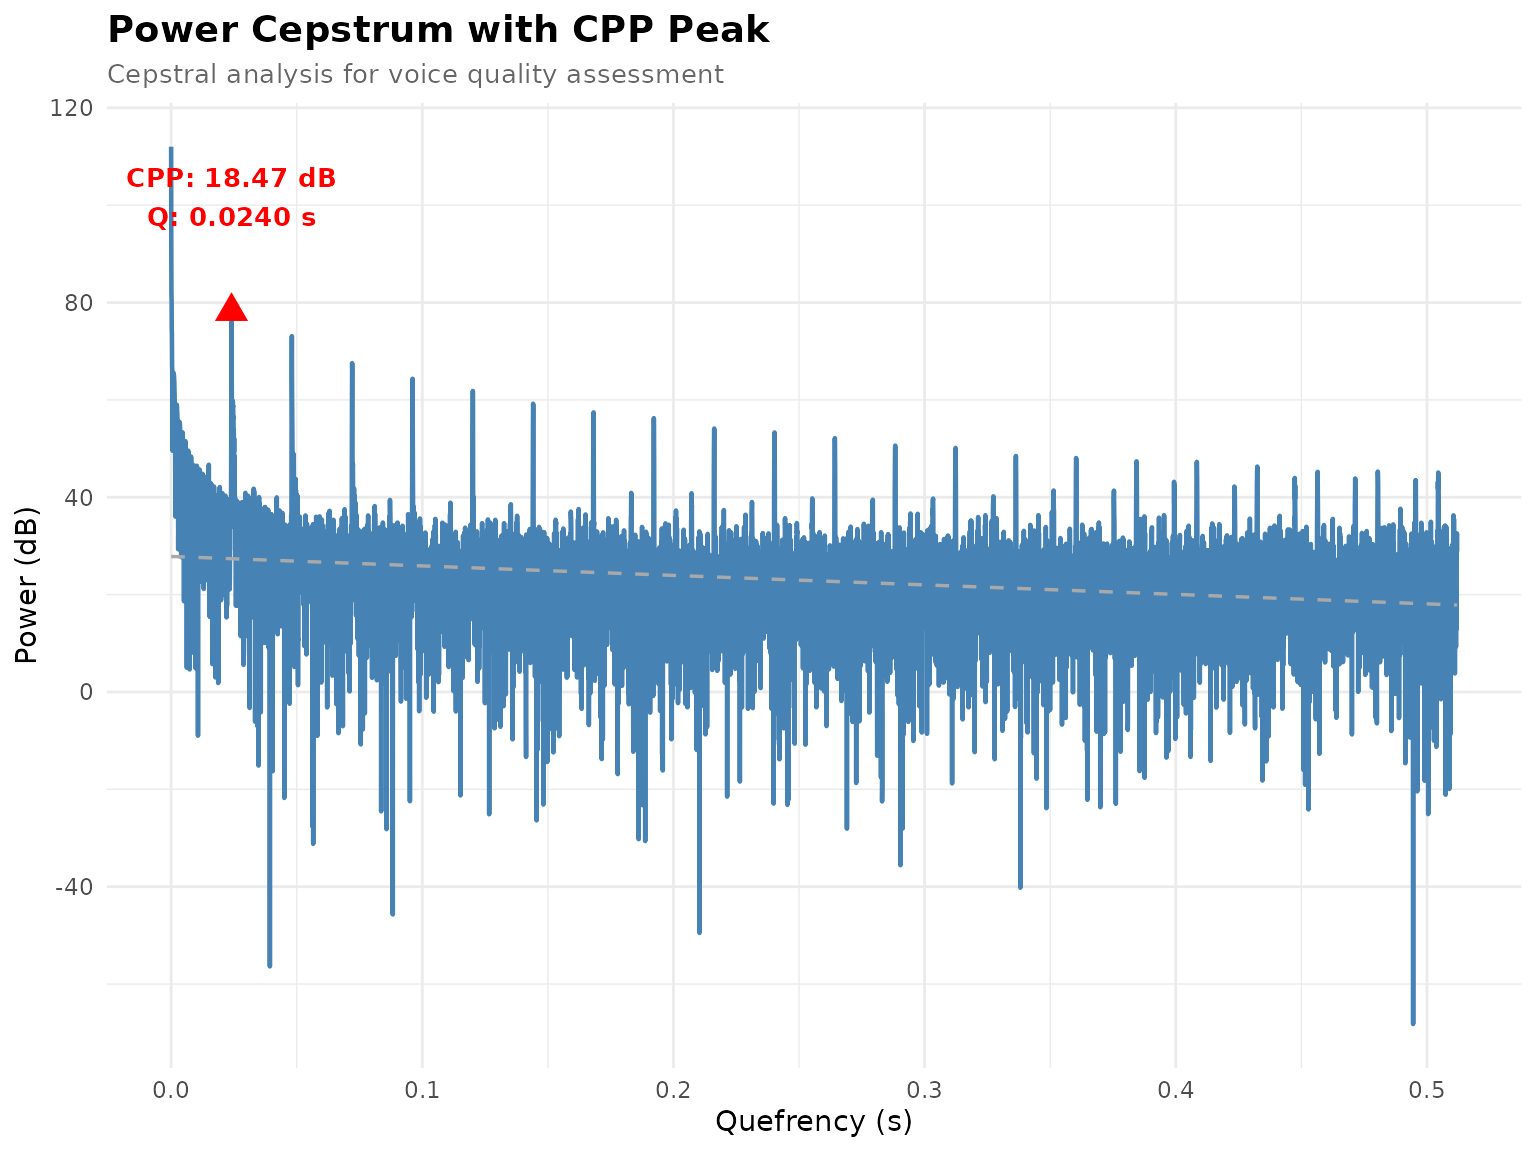 Power Cepstrum with CPP Peak
Cepstral analysis for voice quality assessment
120
80
40
0
-40
Power (dB)
CPP: 18.47 dB
Q: 0.0240 s
0.0 0.1 0.2 0.3 0.4 0.5
Quefrency (s)